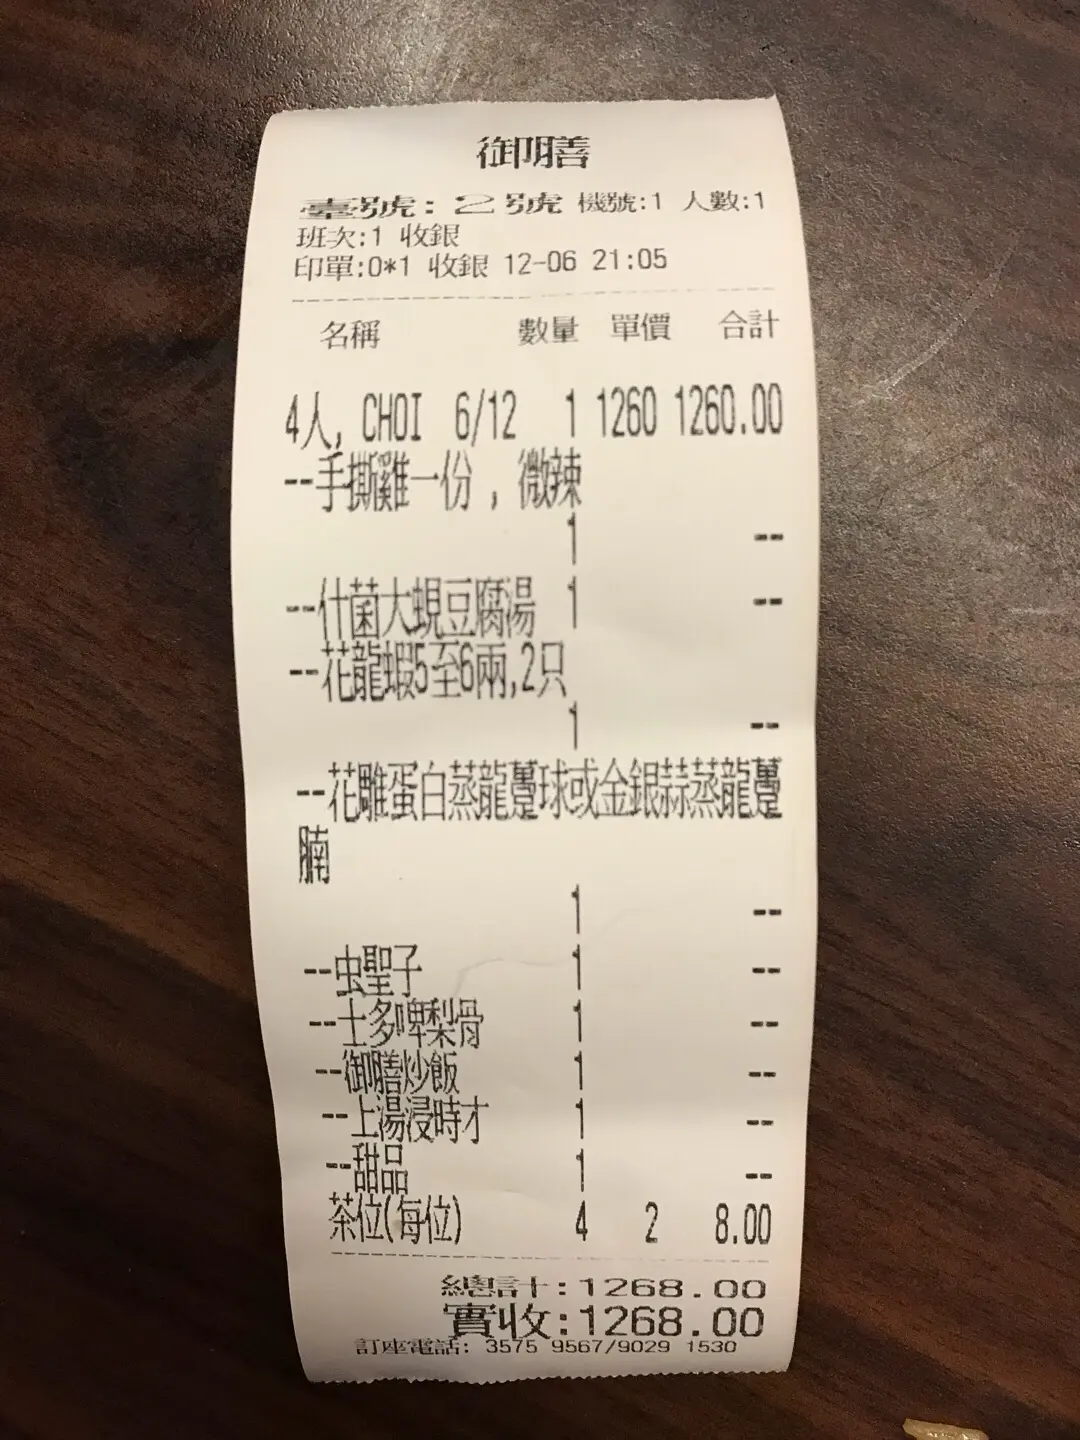 御膳
臺號: 2 號 機號:1 人數:1
班次:1 收銀
印單:0*1 收銀 12-06 21:05
名稱 數量 單價 合計
4人, CHOI 6/12 1 1260 1260.00
--手撕雞一份 , 微辣
1 --
--什菌大蜆豆腐湯 1 --
--花龍蝦5至6兩,2只
1 --
--花雕蛋白蒸龍躉球或金銀蒜蒸龍躉
腩
1 --
--虫聖子 1 --
--士多啤梨骨 1 --
--御膳炒飯 1 --
--上湯浸時才 1 --
--甜品 1 --
茶位(每位) 4 2 8.00
總計:1268.00
實收:1268.00
訂座電話: 3575 9567/9029 1530